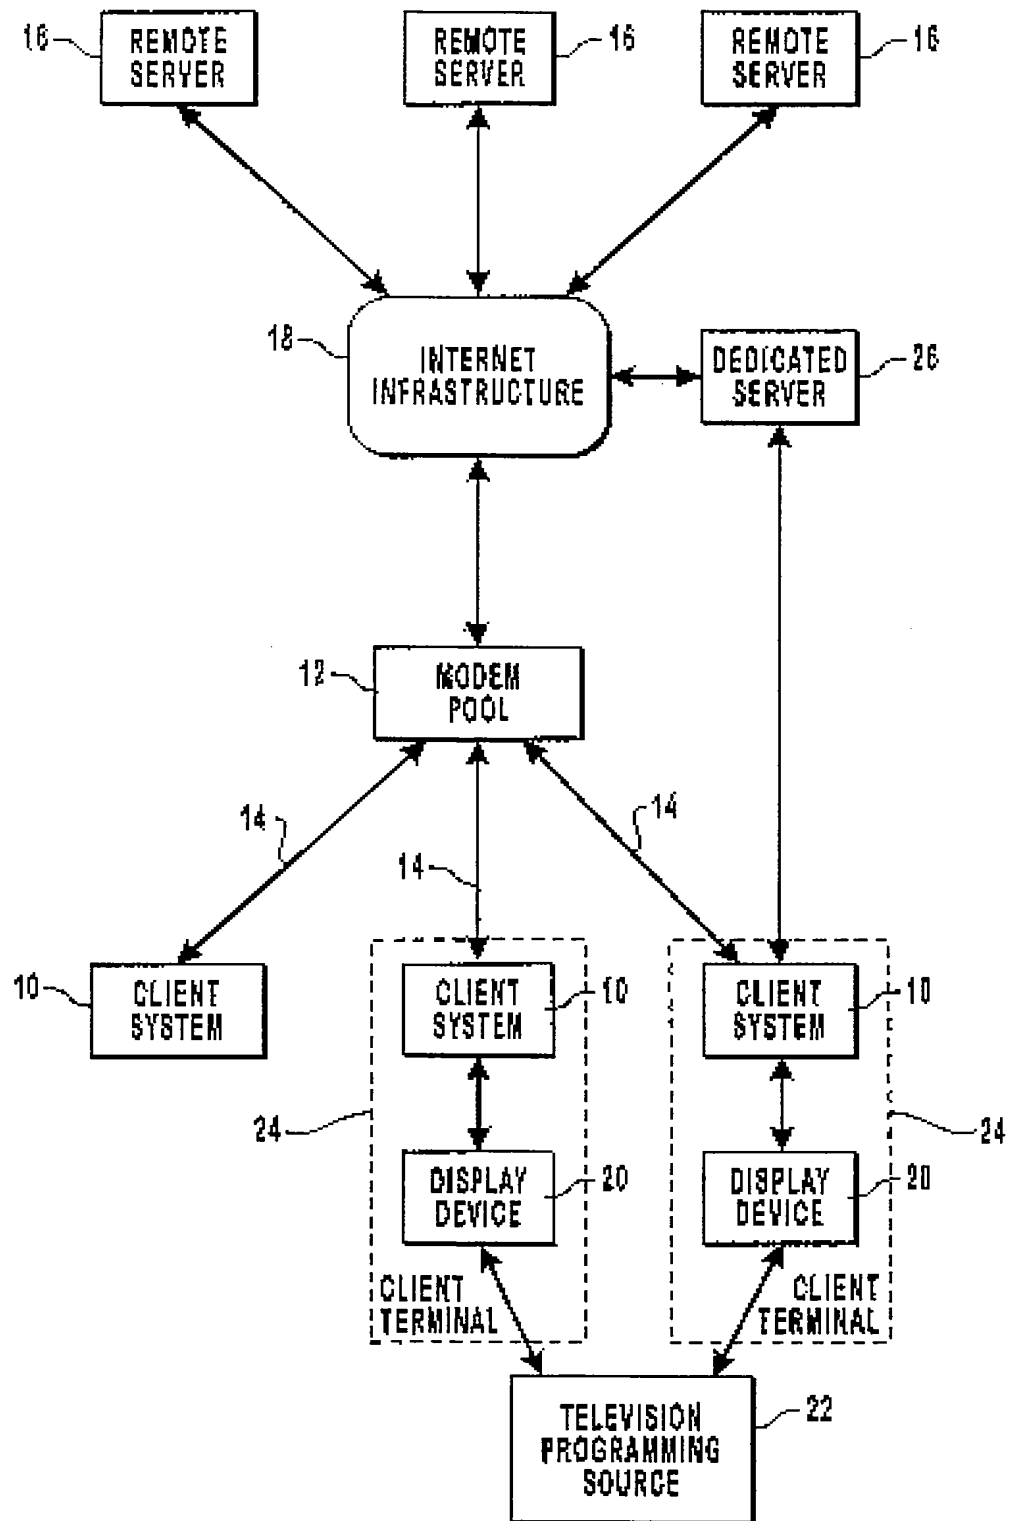 16
REMOTE
SERVER
REMOTE
SERVER
16
REMOTE
SERVER
16
18
INTERNET
INFRASTRUCTURE
DEDICATED
SERVER
26
12
MODEM
POOL
14
14
14
10
CLIENT
SYSTEM
CLIENT
SYSTEM
10
CLIENT
SYSTEM
10
24
24
DISPLAY
DEVICE
20
DISPLAY
DEVICE
20
CLIENT
TERMINAL
CLIENT
TERMINAL
TELEVISION
PROGRAMMING
SOURCE
22